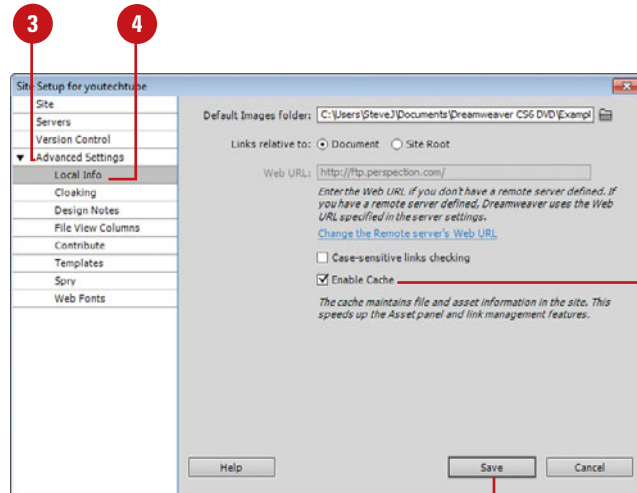 3 4
Site Setup for youtechtube
Site
Servers
Version Control
Advanced Settings
Local Info
Cloaking
Design Notes
File View Columns
Contribute
Templates
Spry
Web Fonts
Default Images folder: C:\Users\SteveJ\Documents\Dreamweaver CS6 DVD\Exampl
Links relative to: Document Site Root
Web URL: http://ftp.perspection.com/
Enter the Web URL if you don't have a remote server defined. If
you have a remote server defined, Dreamweaver uses the Web
URL specified in the server settings.
Change the Remote server's Web URL
Case-sensitive links checking
Enable Cache
The cache maintains file and asset information in the site. This
speeds up the Asset panel and link management features.
Help Save Cancel